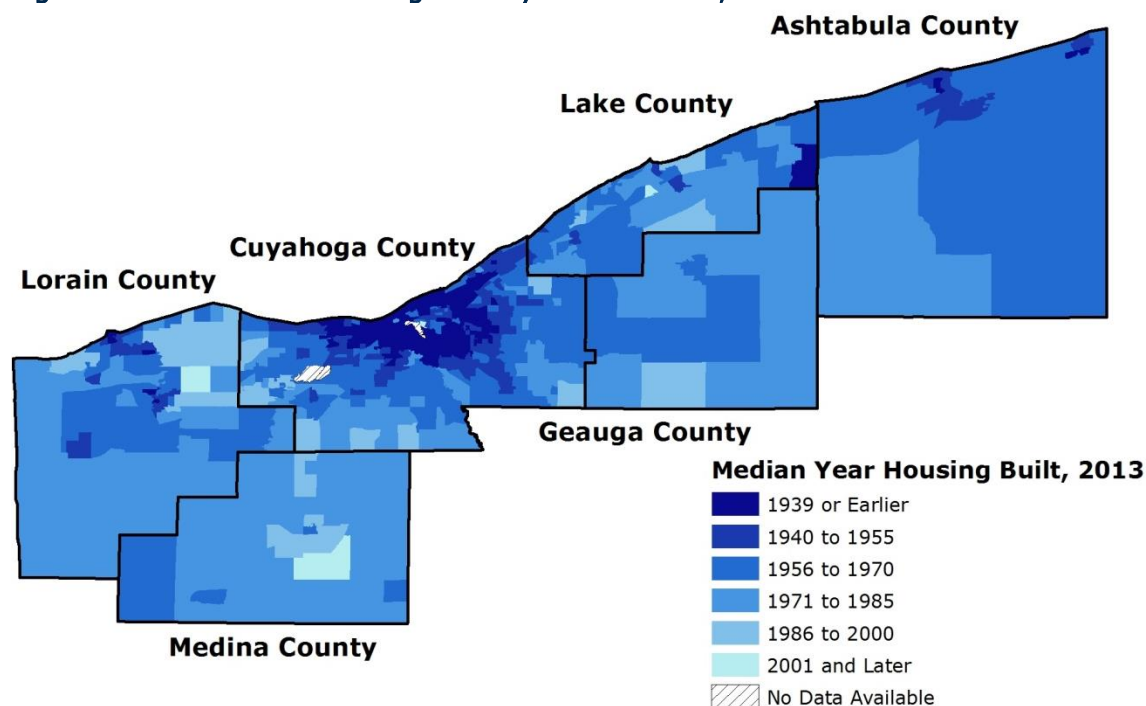 Ashtabula County
Lake County
Cuyahoga County
Lorain County
Geauga County
Medina County
Median Year Housing Built, 2013
1939 or Earlier
1940 to 1955
1956 to 1970
1971 to 1985
1986 to 2000
2001 and Later
No Data Available